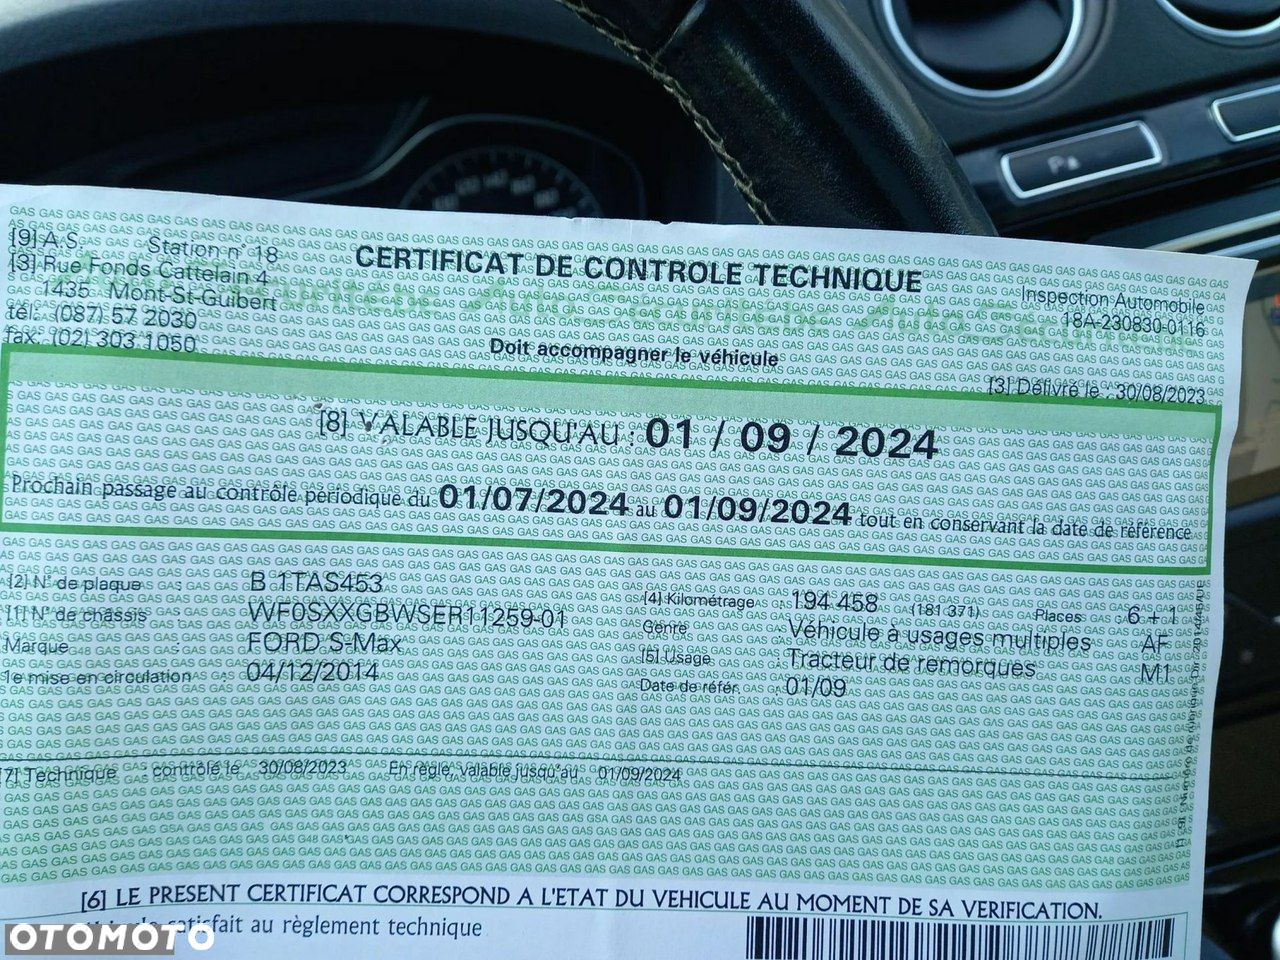 [9] A.S. Station n° 18
[3] Rue Fonds Cattelain 4
1435 Mont-St-Guibert
tél.: (087) 57 2030
fax: (02) 303 1050
CERTIFICAT DE CONTROLE TECHNIQUE
Inspection Automobile
18A-230830-0116
Doit accompagner le véhicule
[3] Délivré le : 30/08/2023
[8] VALABLE JUSQU'AU : 01 / 09 / 2024
Prochain passage au contrôle périodique du 01/07/2024 au 01/09/2024 tout en conservant la date de référence
[2] N° de plaque : B 1TAS453
[1] N° de châssis : WF0SXXGBWSER11259-01
Marque : FORD S-Max
1e mise en circulation : 04/12/2014
[4] Kilométrage : 194 458 (181 371) Places : 6 + 1
Genre : Véhicule à usages multiples AF
[5] Usage : Tracteur de remorques M1
Date de référ. : 01/09
[7] Technique : contrôlé le 30/08/2023 En règle, valable jusqu'au 01/09/2024
[6] LE PRESENT CERTIFICAT CORRESPOND A L'ETAT DU VEHICULE AU MOMENT DE SA VERIFICATION.
satisfait au règlement technique
OTOMOTO